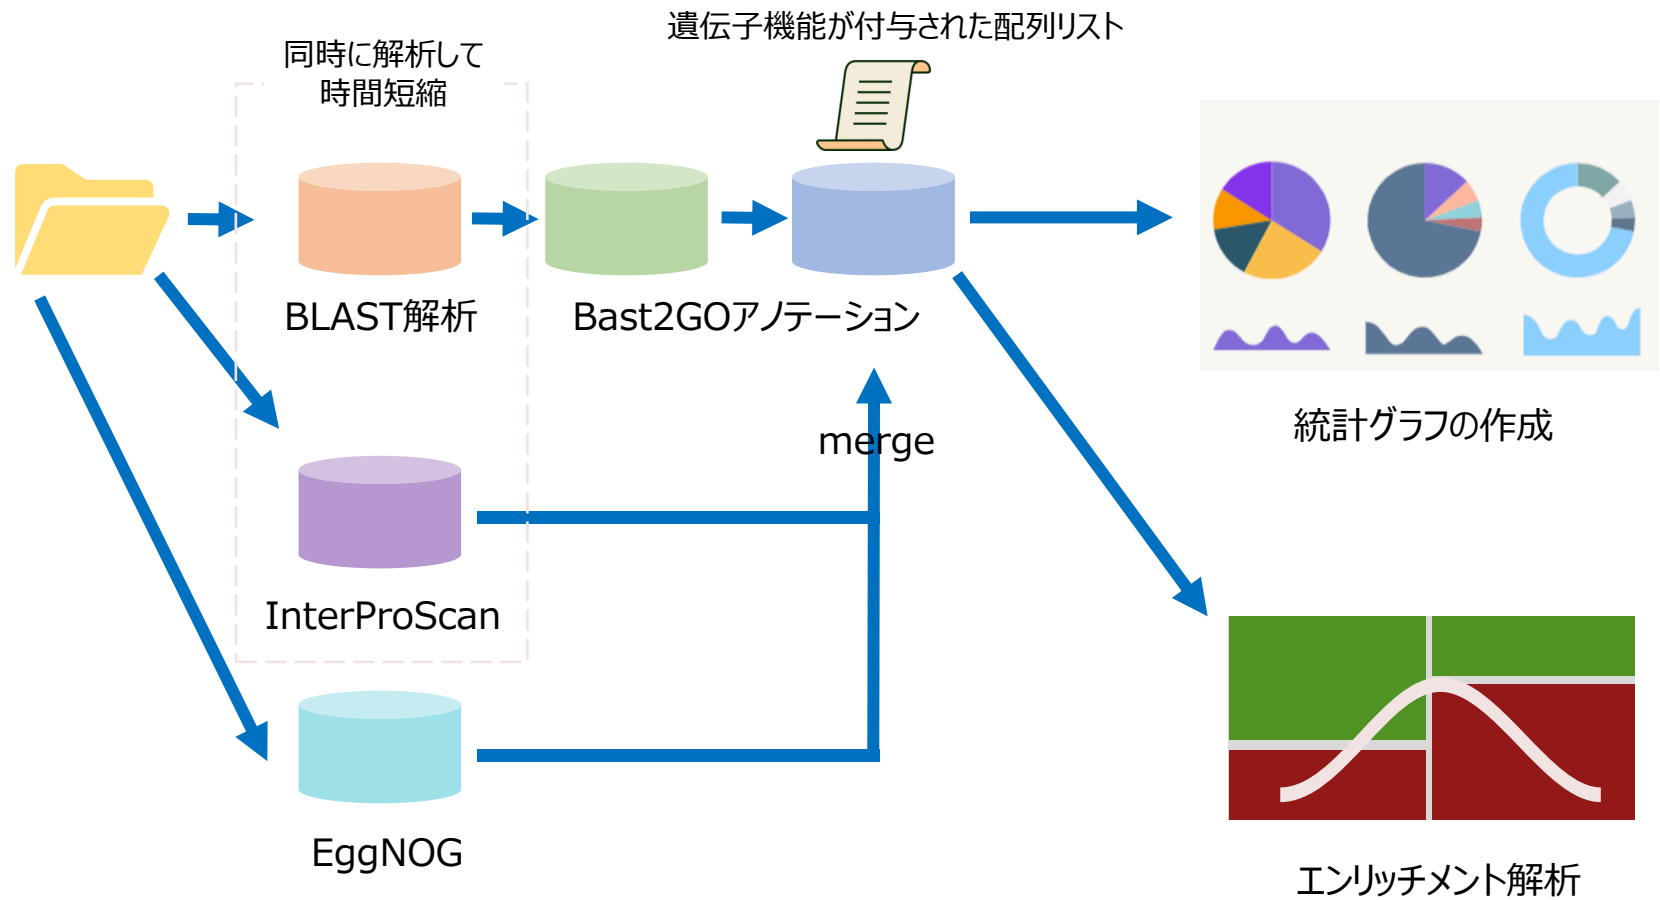 遺伝子機能が付与された配列リスト
同時に解析して
時間短縮
BLAST解析
Bast2GOアノテーション
merge
統計グラフの作成
InterProScan
EggNOG
エンリッチメント解析